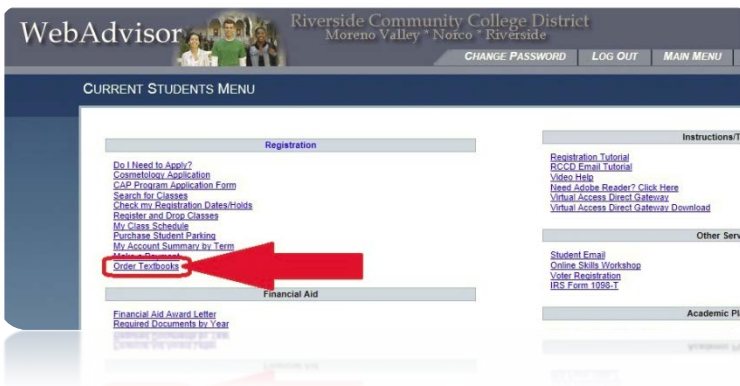 WebAdvisor
Riverside Community College District
Moreno Valley * Norco * Riverside
CHANGE PASSWORD LOG OUT MAIN MENU
CURRENT STUDENTS MENU
Registration
Do I Need to Apply?
Cosmetology Application
CAP Program Application Form
Search for Classes
Check my Registration Dates/Holds
Register and Drop Classes
My Class Schedule
Purchase Student Parking
My Account Summary by Term
Make a Payment
Order Textbooks
Financial Aid
Financial Aid Award Letter
Required Documents by Year
Instructions/T
Registration Tutorial
RCCD Email Tutorial
Video Help
Need Adobe Reader? Click Here
Virtual Access Direct Gateway
Virtual Access Direct Gateway Download
Other Serv
Student Email
Online Skills Workshop
Voter Registration
IRS Form 1098-T
Academic Pl